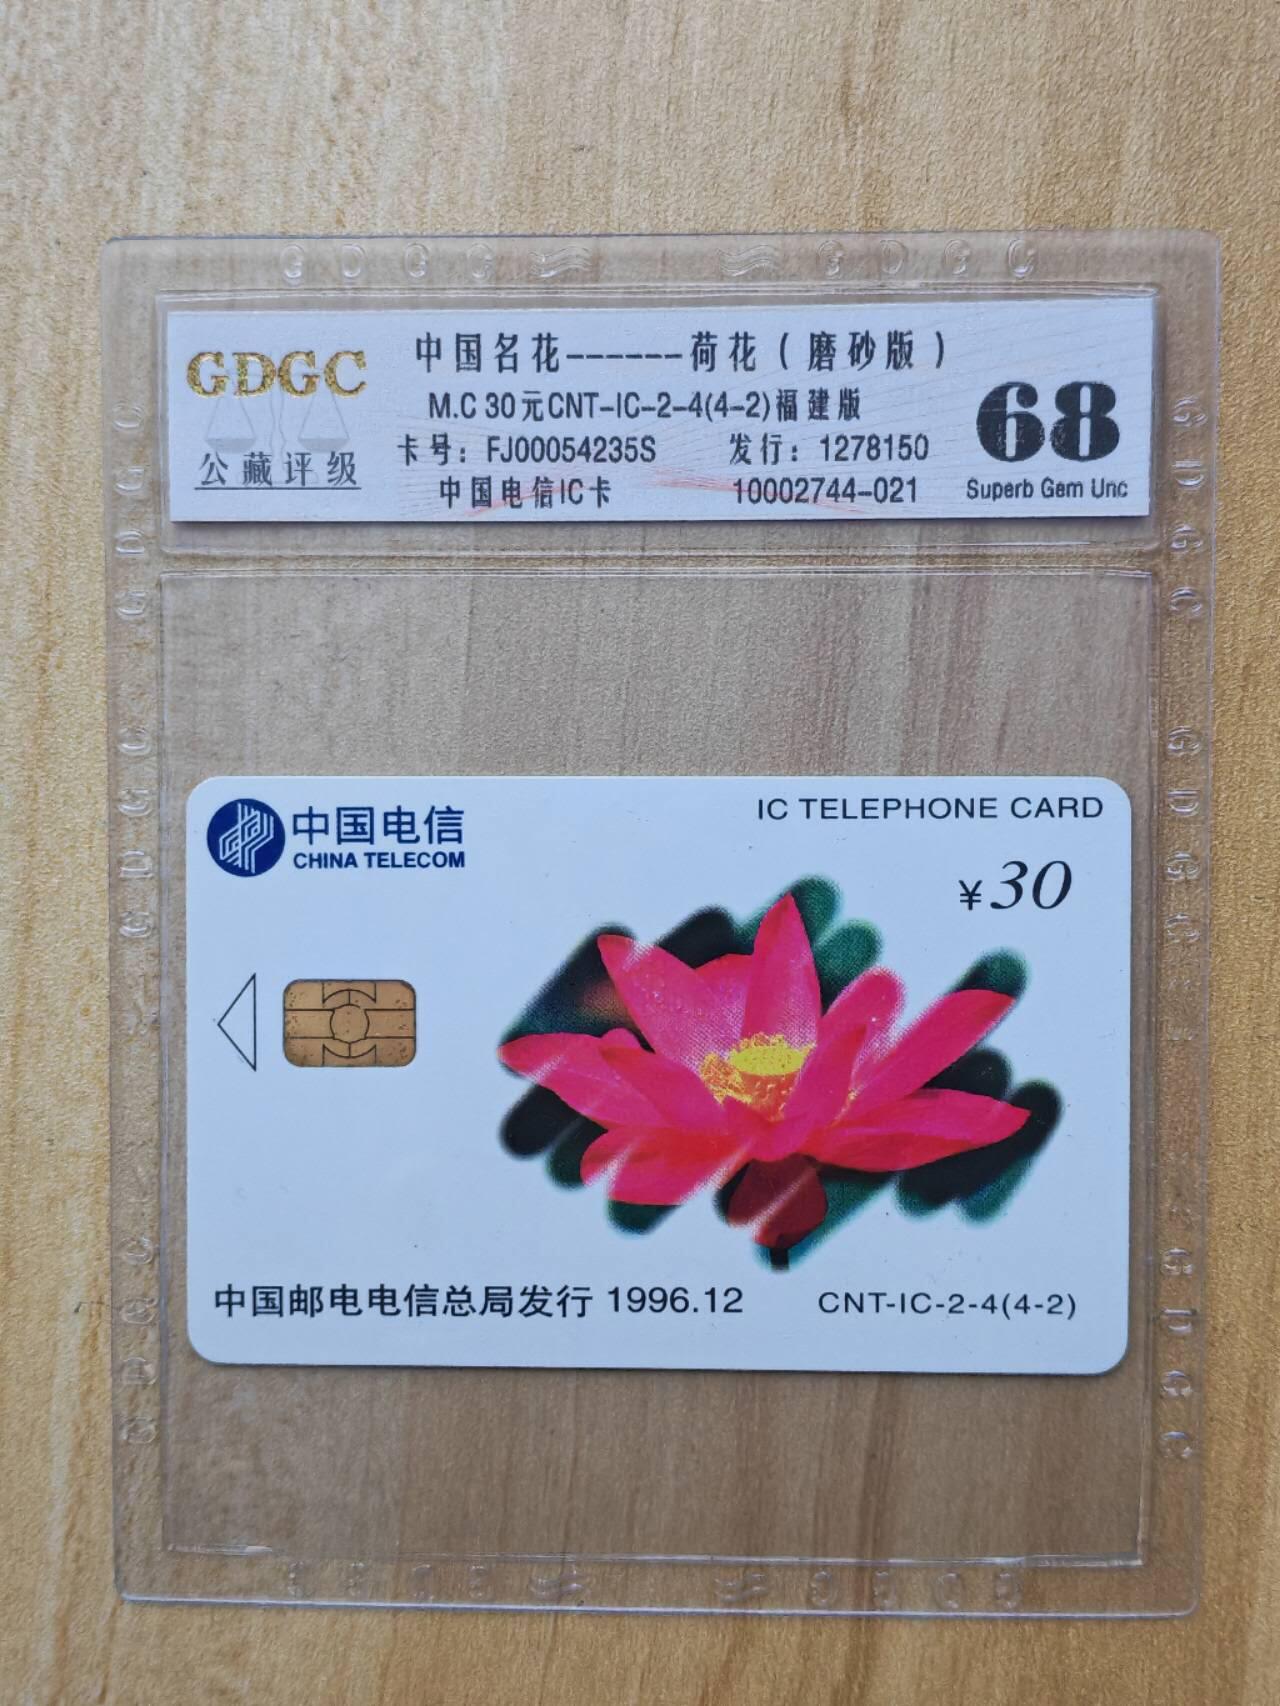 GDGC
公藏评级
中国名花------荷花(磨砂版)
M.C 30元CNT-IC-2-4(4-2)福建版
卡号: FJ00054235S 发行: 1278150
中国电信IC卡 10002744-021
68
Superb Gem Unc
中国电信
CHINA TELECOM
IC TELEPHONE CARD
¥30
中国邮电电信总局发行 1996.12
CNT-IC-2-4(4-2)